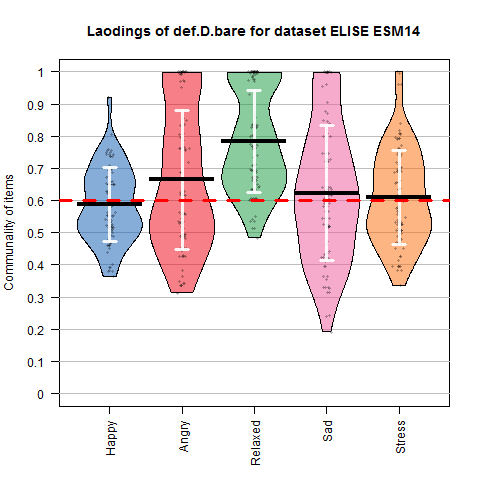 Laodings of def.D.bare for dataset ELISE ESM14
Communality of items
1
0.9
0.8
0.7
0.6
0.5
0.4
0.3
0.2
0.1
0
Happy
Angry
Relaxed
Sad
Stress